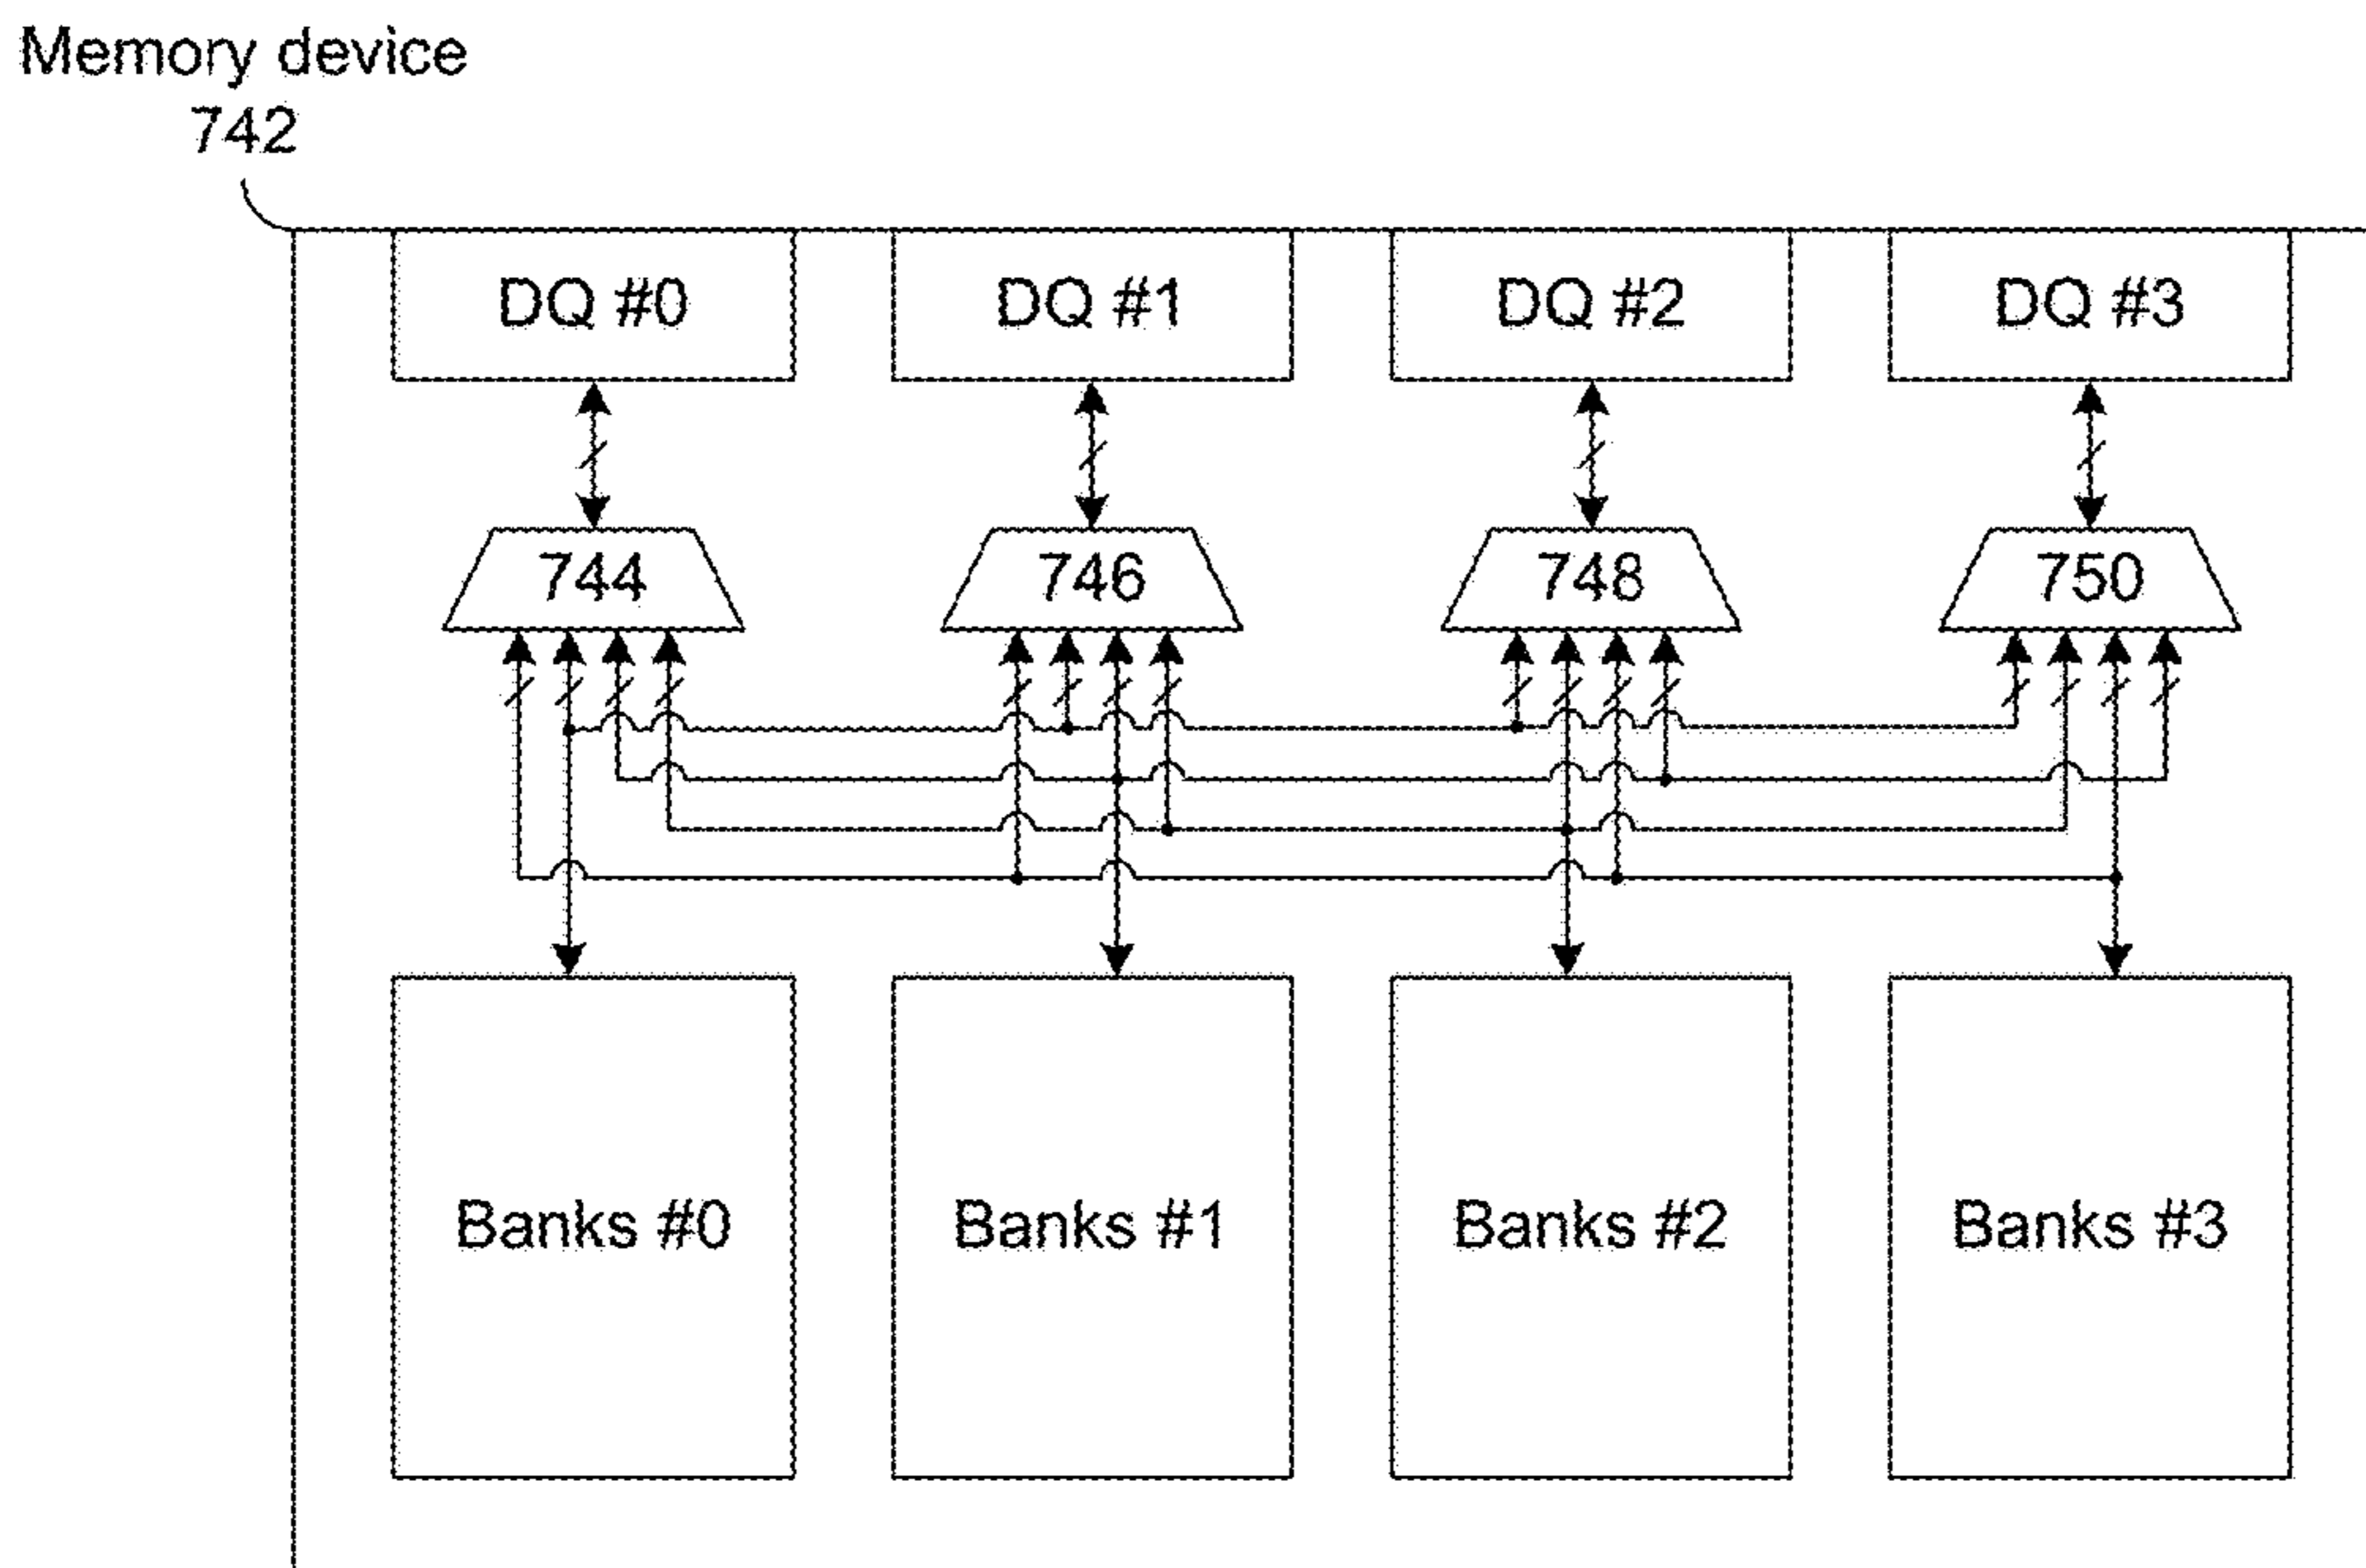 Memory device
742
DQ #0
DQ #1
DQ #2
DQ #3
744
746
748
750
Banks #0
Banks #1
Banks #2
Banks #3